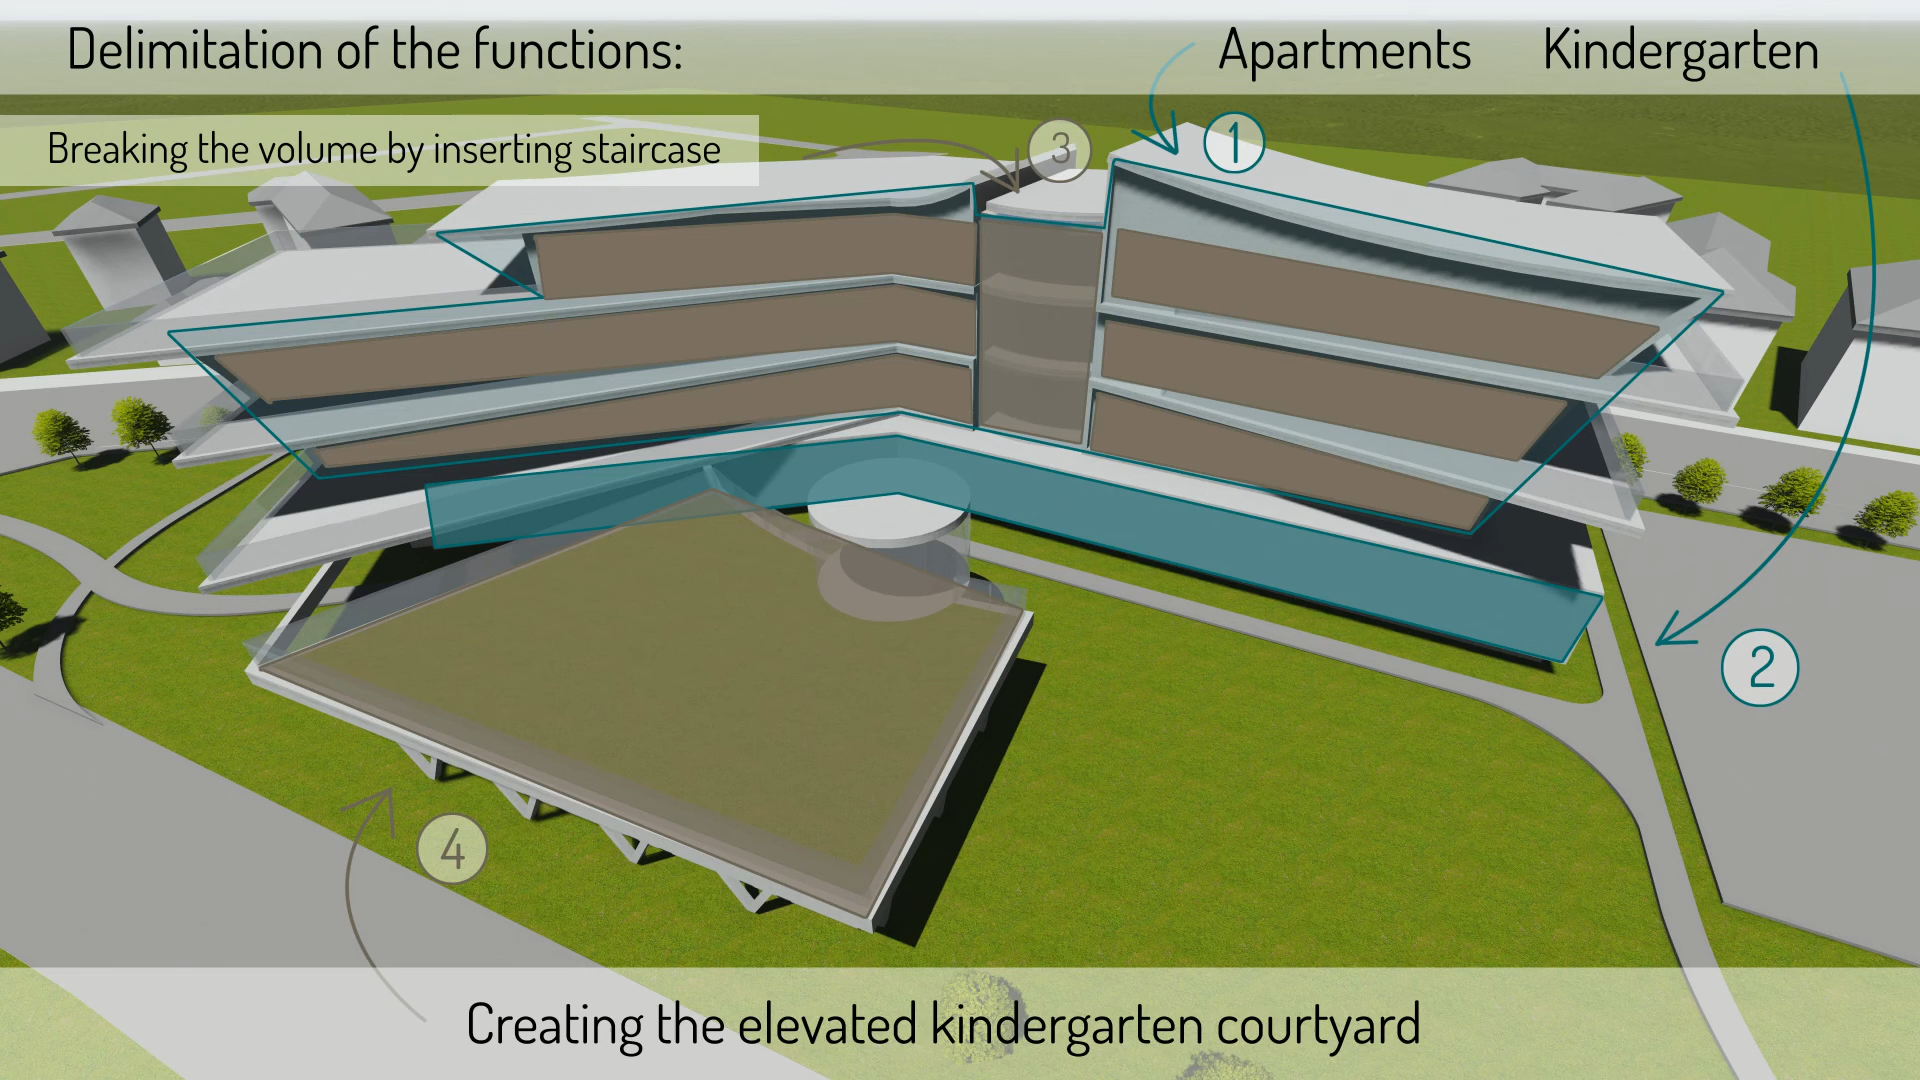 Delimitation of the functions:
Apartments
Kindergarten
Breaking the volume by inserting staircase
3
1
2
4
Creating the elevated kindergarten courtyard